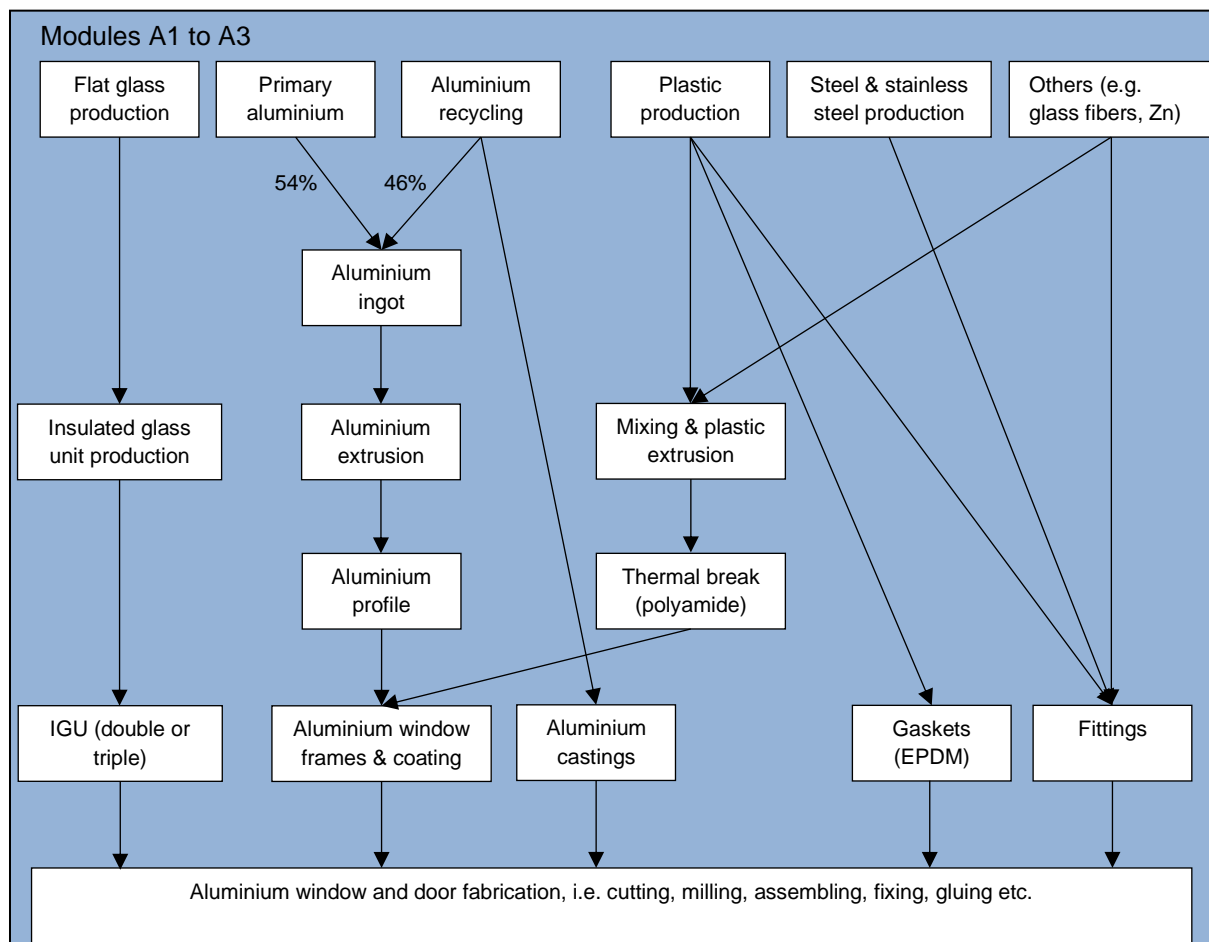 Modules A1 to A3
Flat glass
production
Primary
aluminium
Aluminium
recycling
Plastic
production
Steel & stainless
steel production
Others (e.g.
glass fibers, Zn)
54%
46%
Aluminium
ingot
Insulated glass
unit production
Aluminium
extrusion
Mixing & plastic
extrusion
Aluminium
profile
Thermal break
(polyamide)
IGU (double or
triple)
Aluminium window
frames & coating
Aluminium
castings
Gaskets
(EPDM)
Fittings
Aluminium window and door fabrication, i.e. cutting, milling, assembling, fixing, gluing etc.